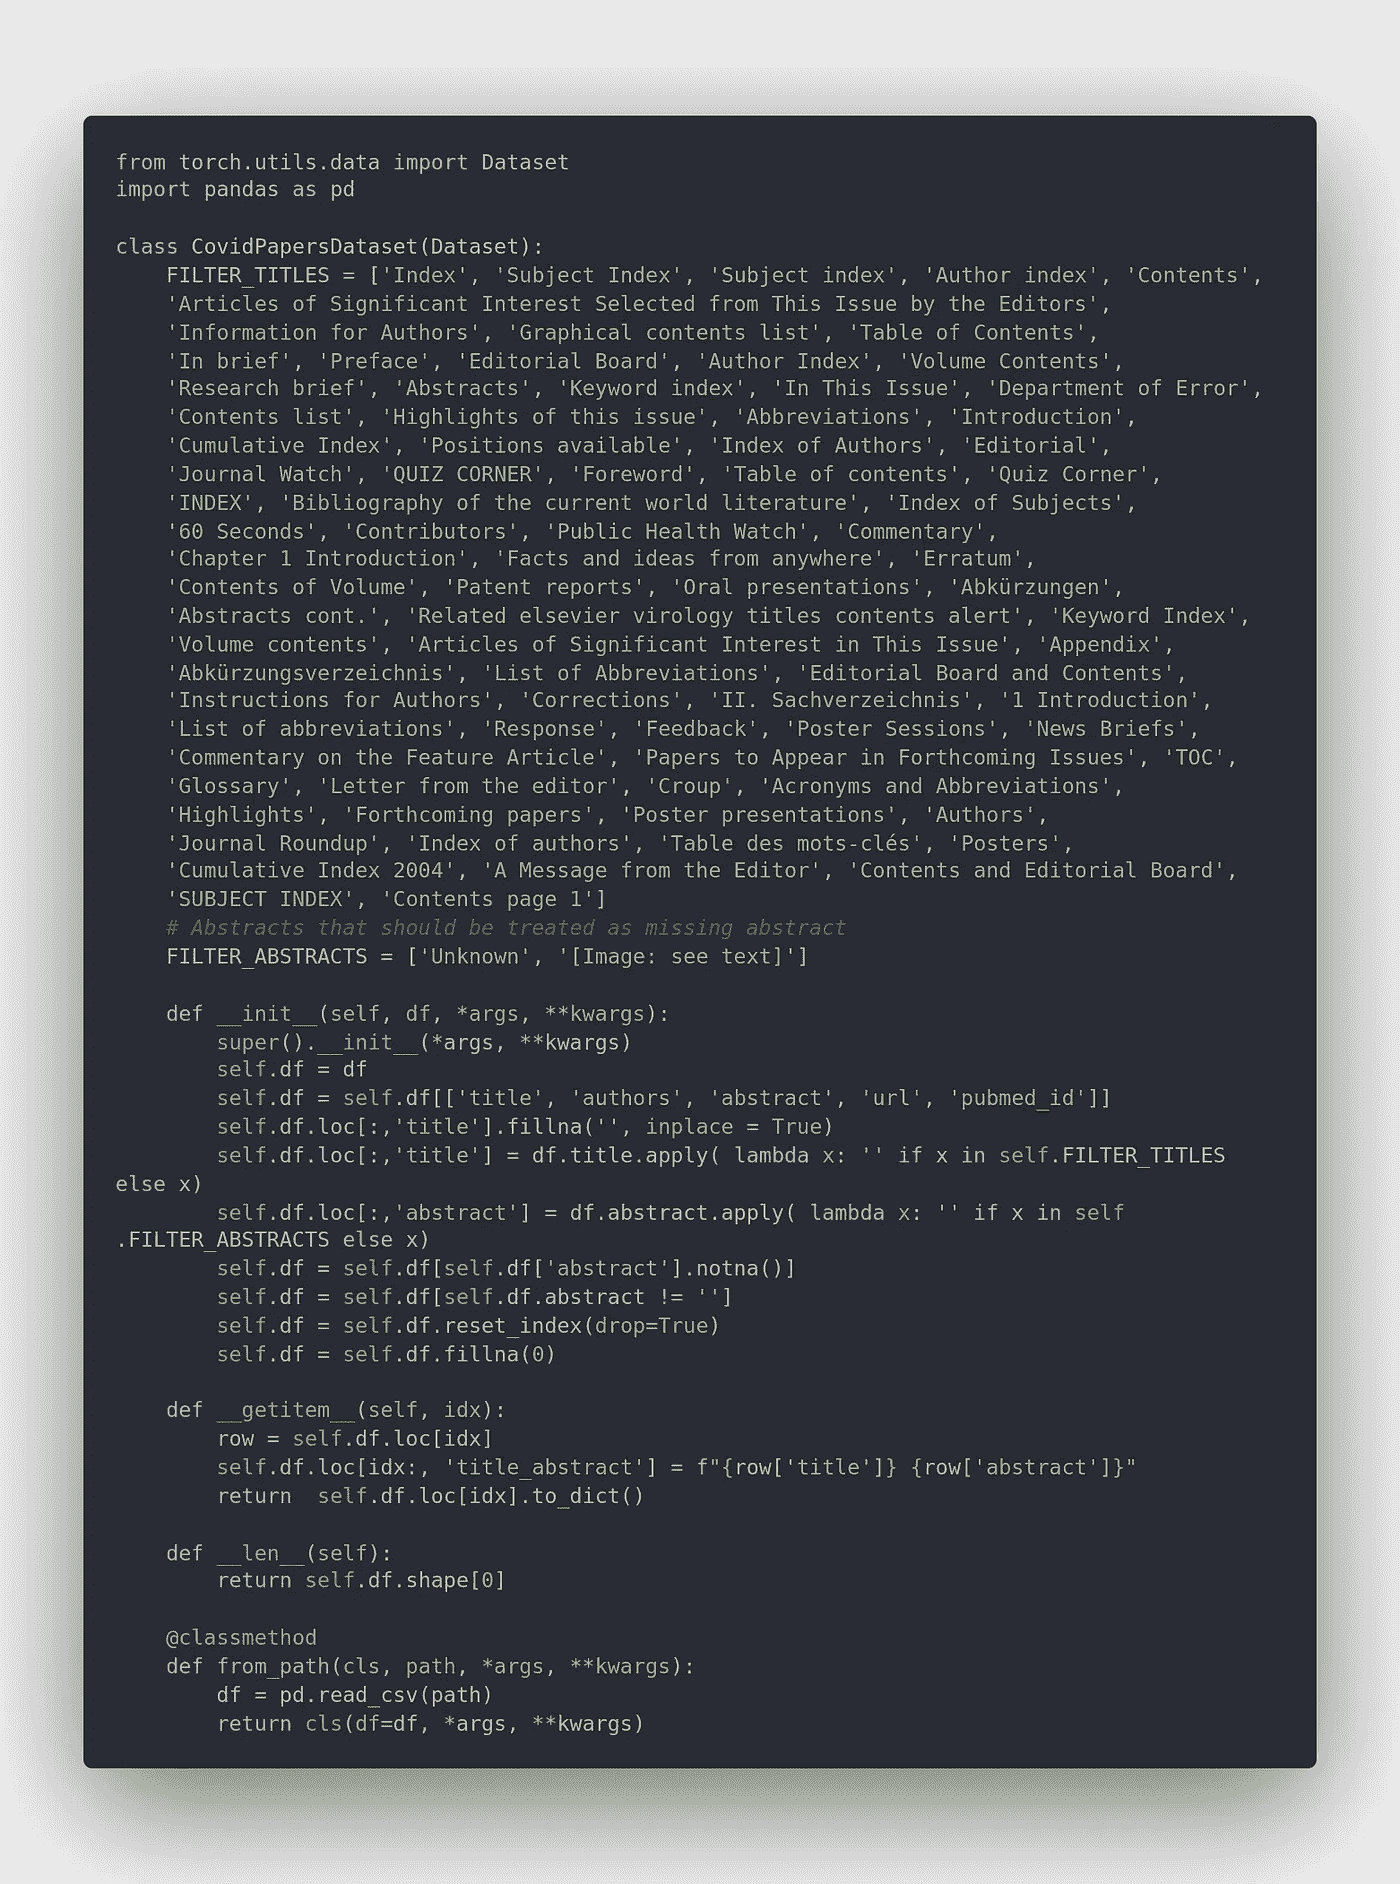 from torch.utils.data import Dataset
import pandas as pd

class CovidPapersDataset(Dataset):
    FILTER_TITLES = ['Index', 'Subject Index', 'Subject index', 'Author index', 'Contents',
    'Articles of Significant Interest Selected from This Issue by the Editors',
    'Information for Authors', 'Graphical contents list', 'Table of Contents',
    'In brief', 'Preface', 'Editorial Board', 'Author Index', 'Volume Contents',
    'Research brief', 'Abstracts', 'Keyword index', 'In This Issue', 'Department of Error',
    'Contents list', 'Highlights of this issue', 'Abbreviations', 'Introduction',
    'Cumulative Index', 'Positions available', 'Index of Authors', 'Editorial',
    'Journal Watch', 'QUIZ CORNER', 'Foreword', 'Table of contents', 'Quiz Corner',
    'INDEX', 'Bibliography of the current world literature', 'Index of Subjects',
    '60 Seconds', 'Contributors', 'Public Health Watch', 'Commentary',
    'Chapter 1 Introduction', 'Facts and ideas from anywhere', 'Erratum',
    'Contents of Volume', 'Patent reports', 'Oral presentations', 'Abkürzungen',
    'Abstracts cont.', 'Related elsevier virology titles contents alert', 'Keyword Index',
    'Volume contents', 'Articles of Significant Interest in This Issue', 'Appendix',
    'Abkürzungsverzeichnis', 'List of Abbreviations', 'Editorial Board and Contents',
    'Instructions for Authors', 'Corrections', 'II. Sachverzeichnis', '1 Introduction',
    'List of abbreviations', 'Response', 'Feedback', 'Poster Sessions', 'News Briefs',
    'Commentary on the Feature Article', 'Papers to Appear in Forthcoming Issues', 'TOC',
    'Glossary', 'Letter from the editor', 'Croup', 'Acronyms and Abbreviations',
    'Highlights', 'Forthcoming papers', 'Poster presentations', 'Authors',
    'Journal Roundup', 'Index of authors', 'Table des mots-clés', 'Posters',
    'Cumulative Index 2004', 'A Message from the Editor', 'Contents and Editorial Board',
    'SUBJECT INDEX', 'Contents page 1']
    # Abstracts that should be treated as missing abstract
    FILTER_ABSTRACTS = ['Unknown', '[Image: see text]']

    def __init__(self, df, *args, **kwargs):
        super().__init__(*args, **kwargs)
        self.df = df
        self.df = self.df[['title', 'authors', 'abstract', 'url', 'pubmed_id']]
        self.df.loc[:,'title'].fillna('', inplace = True)
        self.df.loc[:,'title'] = df.title.apply( lambda x: '' if x in self.FILTER_TITLES
else x)
        self.df.loc[:,'abstract'] = df.abstract.apply( lambda x: '' if x in self
.FILTER_ABSTRACTS else x)
        self.df = self.df[self.df['abstract'].notna()]
        self.df = self.df[self.df.abstract != '']
        self.df = self.df.reset_index(drop=True)
        self.df = self.df.fillna(0)

    def __getitem__(self, idx):
        row = self.df.loc[idx]
        self.df.loc[idx:, 'title_abstract'] = f"{row['title']} {row['abstract']}"
        return  self.df.loc[idx].to_dict()

    def __len__(self):
        return self.df.shape[0]

    @classmethod
    def from_path(cls, path, *args, **kwargs):
        df = pd.read_csv(path)
        return cls(df=df, *args, **kwargs)